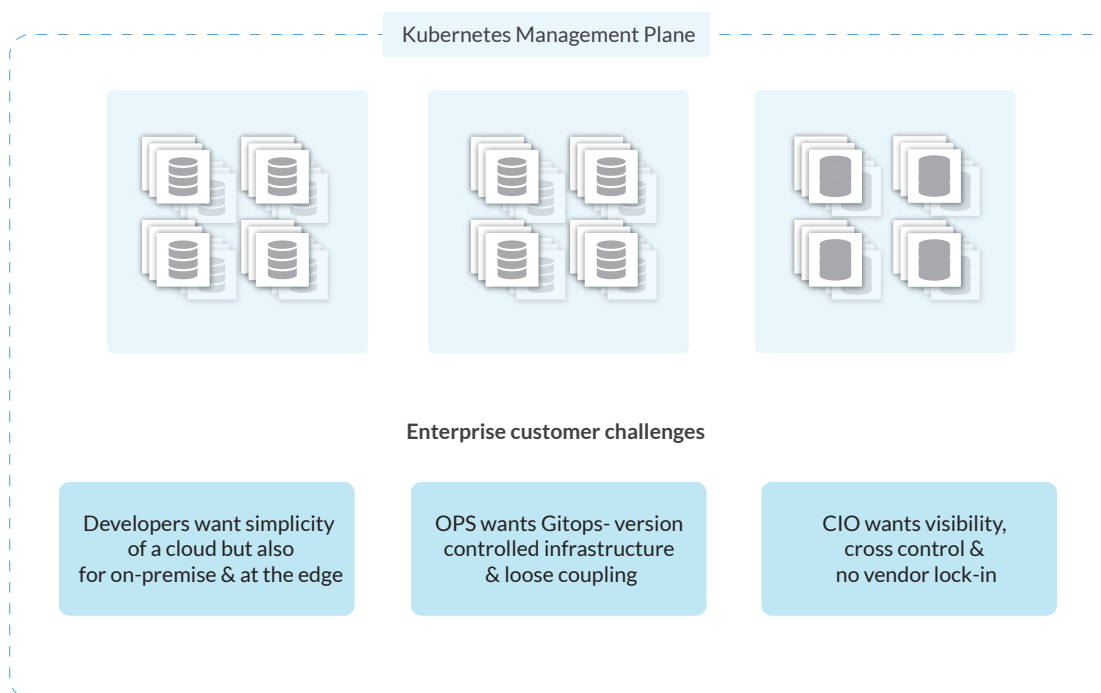 Kubernetes Management Plane
Enterprise customer challenges
Developers want simplicity
of a cloud but also
for on-premise & at the edge
OPS wants Gitops- version
controlled infrastructure
& loose coupling
CIO wants visibility,
cross control &
no vendor lock-in